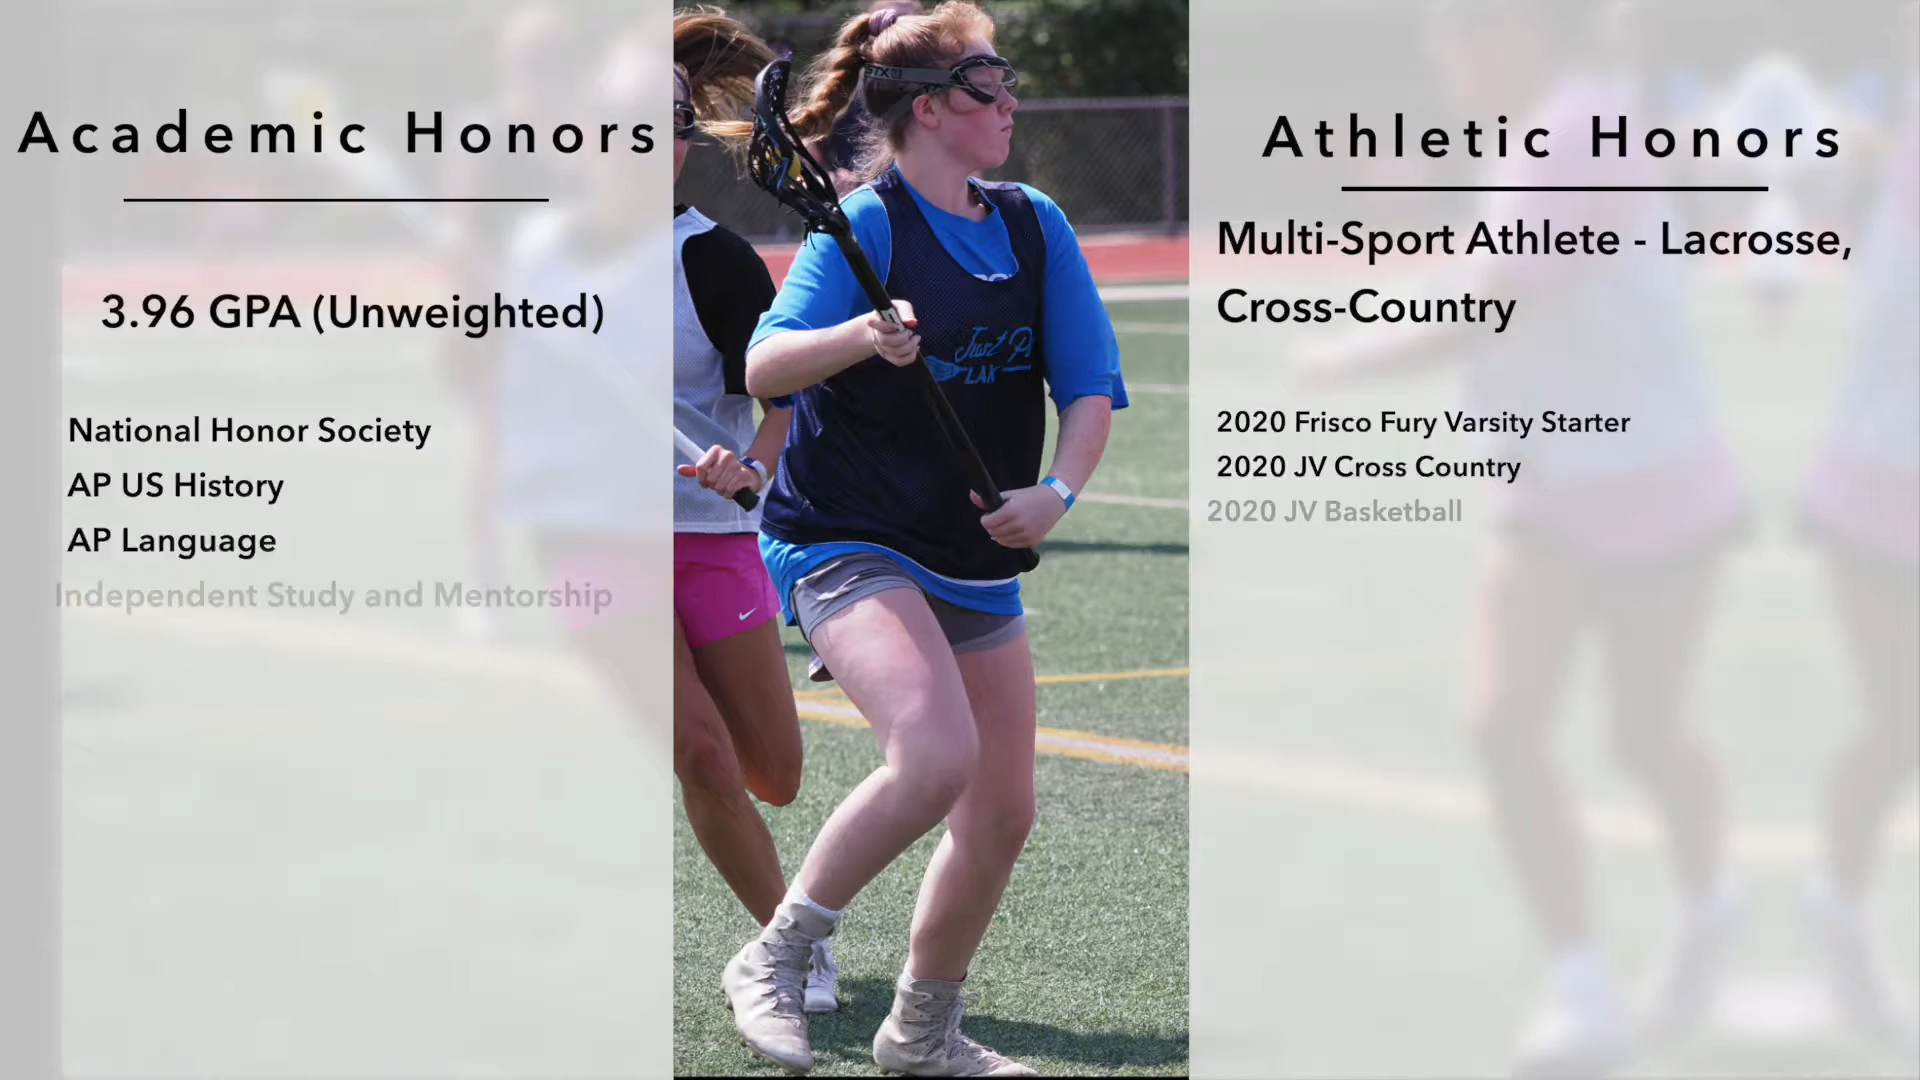 Academic Honors
3.96 GPA (Unweighted)
National Honor Society
AP US History
AP Language
Independent Study and Mentorship
STX
Just P
LAX
Athletic Honors
Multi-Sport Athlete - Lacrosse,
Cross-Country
2020 Frisco Fury Varsity Starter
2020 JV Cross Country
2020 JV Basketball